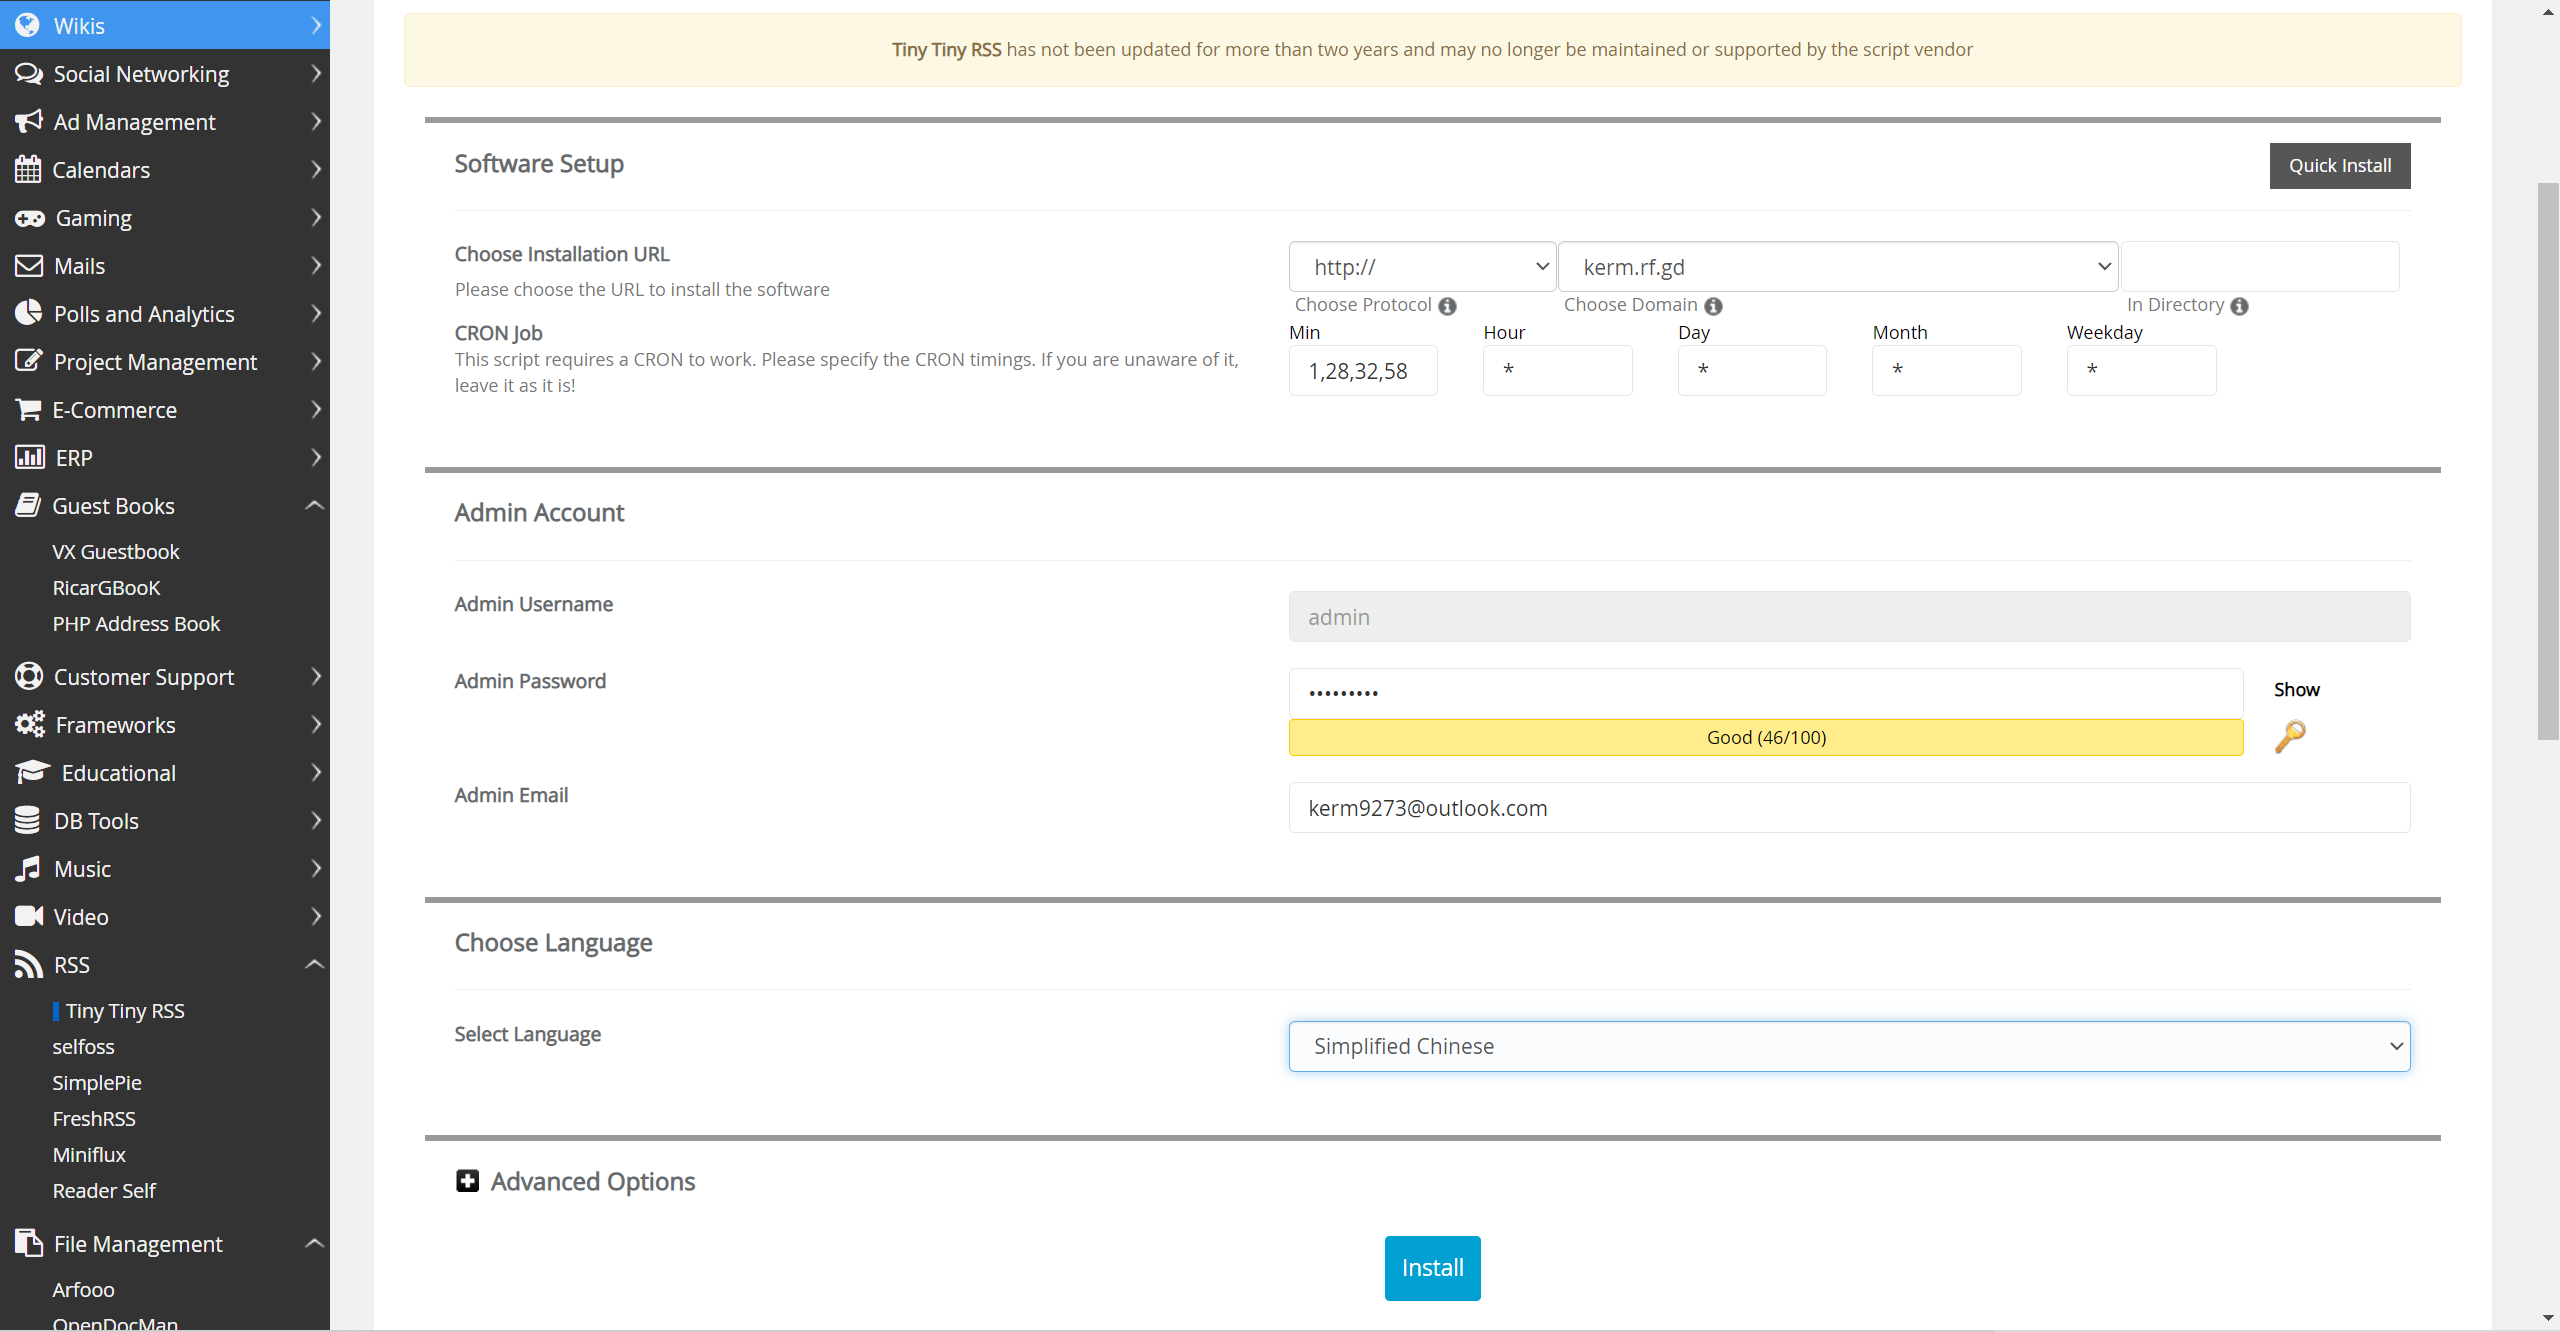 Wikis
Social Networking
Ad Management
Calendars
Gaming
Mails
Polls and Analytics
Project Management
E-Commerce
ERP
Guest Books
VX Guestbook
RicarGBooK
PHP Address Book
Customer Support
Frameworks
Educational
DB Tools
Music
Video
RSS
Tiny Tiny RSS
selfoss
SimplePie
FreshRSS
Miniflux
Reader Self
File Management
Arfooo
OpenDocMan
Tiny Tiny RSS has not been updated for more than two years and may no longer be maintained or supported by the script vendor
Software Setup
Quick Install
Choose Installation URL
Please choose the URL to install the software
http://
kerm.rf.gd
Choose Protocol
Choose Domain
In Directory
CRON Job
This script requires a CRON to work. Please specify the CRON timings. If you are unaware of it,
leave it as it is!
Min Hour Day Month Weekday
1,28,32,58 * * * *
Admin Account
Admin Username
admin
Admin Password
•••••••••
Show
Good (46/100)
Admin Email
kerm9273@outlook.com
Choose Language
Select Language
Simplified Chinese
Advanced Options
Install